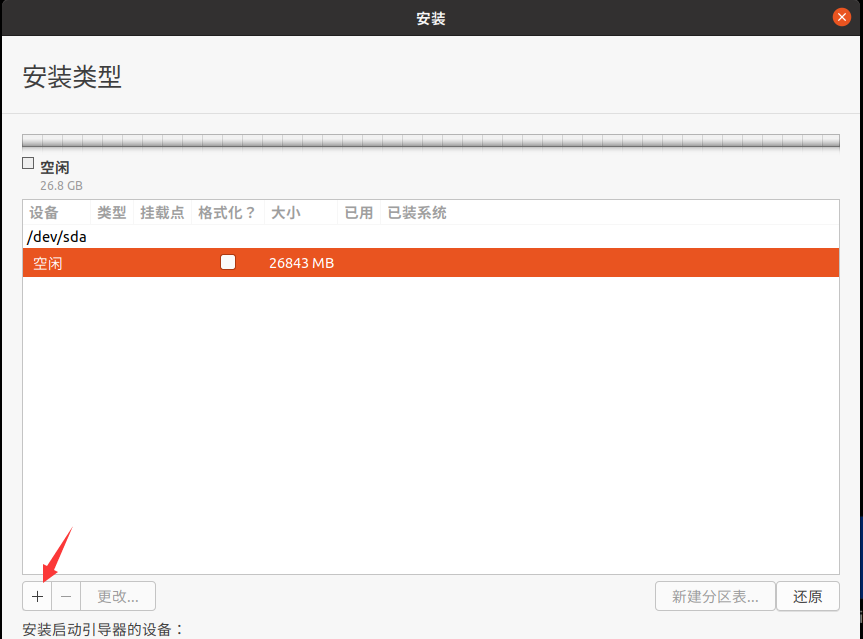 安装
安装类型
空闲
26.8 GB
设备 类型 挂载点 格式化？ 大小 已用 已装系统
/dev/sda
空闲 26843 MB
+ − 更改... 新建分区表... 还原
安装启动引导器的设备：